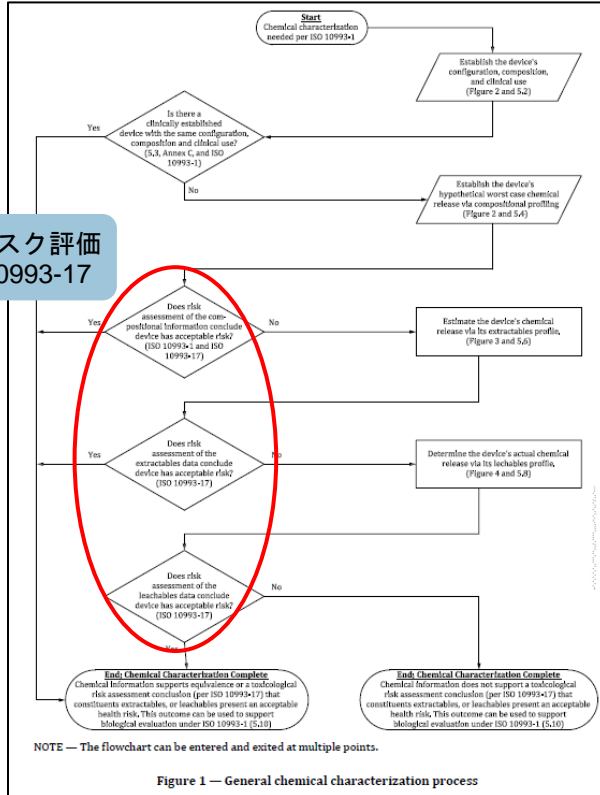 Start
Chemical characterization
needed per ISO 10993-1
Establish the device's
configuration, composition,
and clinical use
(Figure 2 and 5.2)
Is there a
clinically established
device with the same configuration,
composition and clinical use?
(5.3, Annex C, and ISO
10993-1)
Yes
No
Establish the device's
hypothetical worst case chemical
release via compositional profiling
(Figure 2 and 5.4)
スク評価
0993-17
Does risk
assessment of the com-
positional information conclude
device has acceptable risk?
(ISO 10993-1 and ISO
10993-17)
Yes
No
Estimate the device's chemical
release via its extractables profile.
(Figure 3 and 5.6)
Does risk
assessment of the
extractables data conclude
device has acceptable risk?
(ISO 10993-17)
Yes
No
Determine the device's actual chemical
release via its lechables profile.
(Figure 4 and 5.8)
Does risk
assessment of the
leachables data conclude
device has acceptable risk?
(ISO 10993-17)
No
Yes
End: Chemical Characterization Complete
Chemical information supports equivalence or a toxicological
risk assessment conclusion (per ISO 10993-17) that
constituents extractables, or leachables present an acceptable
health risk. This outcome can be used to support
biological evaluation under ISO 10993-1 (5.10)
End: Chemical Characterization Complete
Chemical information does not support a toxicological
risk assessment conclusion (per ISO 10993-17) that
constituents extractables, or leachables present an acceptable
health risk. This outcome can be used to support
biological evaluation under ISO 10993-1 (5.10)
NOTE — The flowchart can be entered and exited at multiple points.
Figure 1 — General chemical characterization process